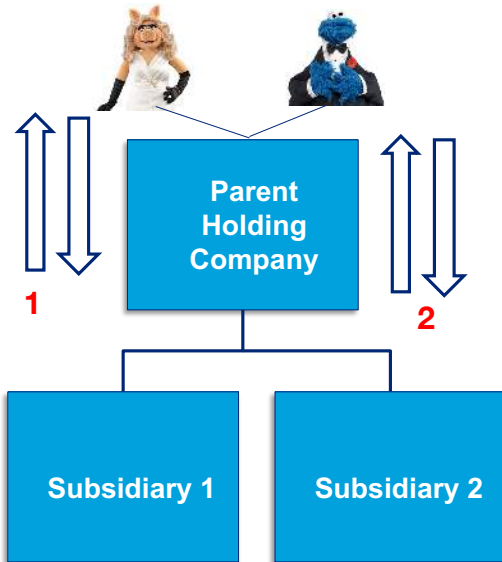 Parent
Holding
Company
1
2
Subsidiary 1
Subsidiary 2